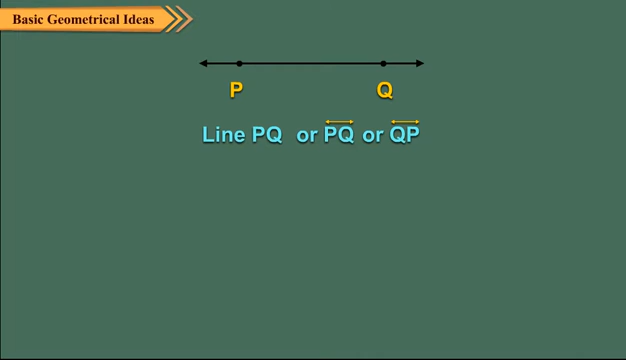 Basic Geometrical Ideas
P Q
Line PQ or PQ or QP